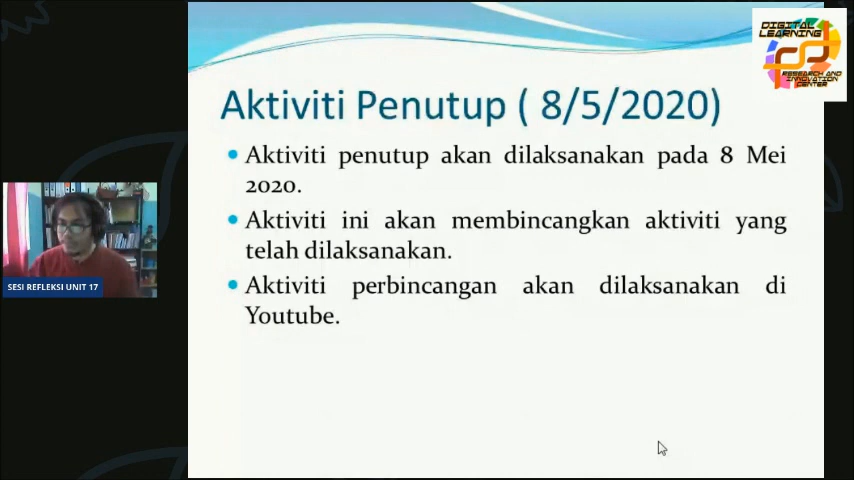 DIGITAL
LEARNING
RESEARCH AND
INNOVATION
CENTER
Aktiviti Penutup ( 8/5/2020)
Aktiviti penutup akan dilaksanakan pada 8 Mei
2020.
Aktiviti ini akan membincangkan aktiviti yang
telah dilaksanakan.
Aktiviti perbincangan akan dilaksanakan di
Youtube.
SESI REFLEKSI UNIT 17